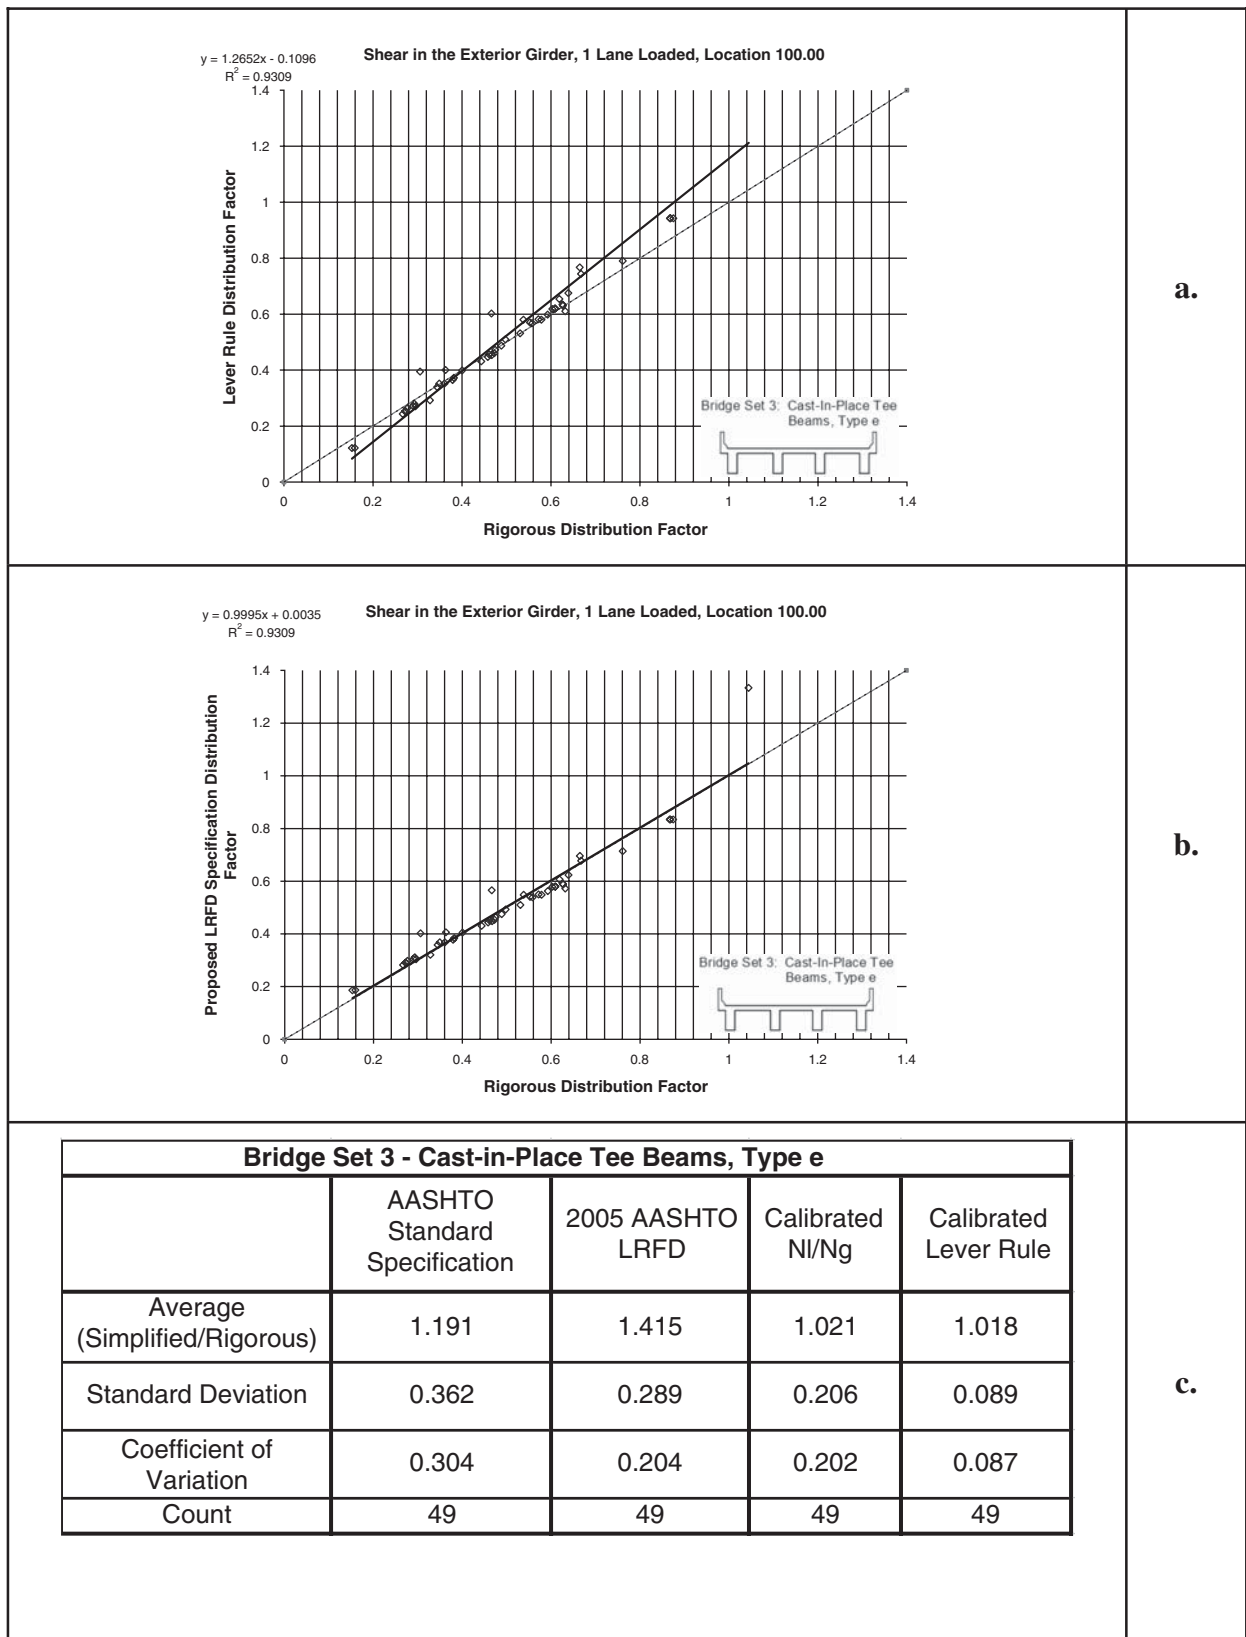 y = 1.2652x - 0.1096
R² = 0.9309
Shear in the Exterior Girder, 1 Lane Loaded, Location 100.00
Lever Rule Distribution Factor
1.4
1.2
1
0.8
0.6
0.4
0.2
0
0 0.2 0.4 0.6 0.8 1 1.2 1.4
Rigorous Distribution Factor
Bridge Set 3: Cast-In-Place Tee
Beams, Type e
a.
y = 0.9995x + 0.0035
R² = 0.9309
Shear in the Exterior Girder, 1 Lane Loaded, Location 100.00
Proposed LRFD Specification Distribution
Factor
1.4
1.2
1
0.8
0.6
0.4
0.2
0
0 0.2 0.4 0.6 0.8 1 1.2 1.4
Rigorous Distribution Factor
Bridge Set 3: Cast-In-Place Tee
Beams, Type e
b.
Bridge Set 3 - Cast-in-Place Tee Beams, Type e
AASHTO
Standard
Specification
2005 AASHTO
LRFD
Calibrated
Nl/Ng
Calibrated
Lever Rule
Average
(Simplified/Rigorous)
1.191 1.415 1.021 1.018
Standard Deviation 0.362 0.289 0.206 0.089
Coefficient of
Variation
0.304 0.204 0.202 0.087
Count 49 49 49 49
c.